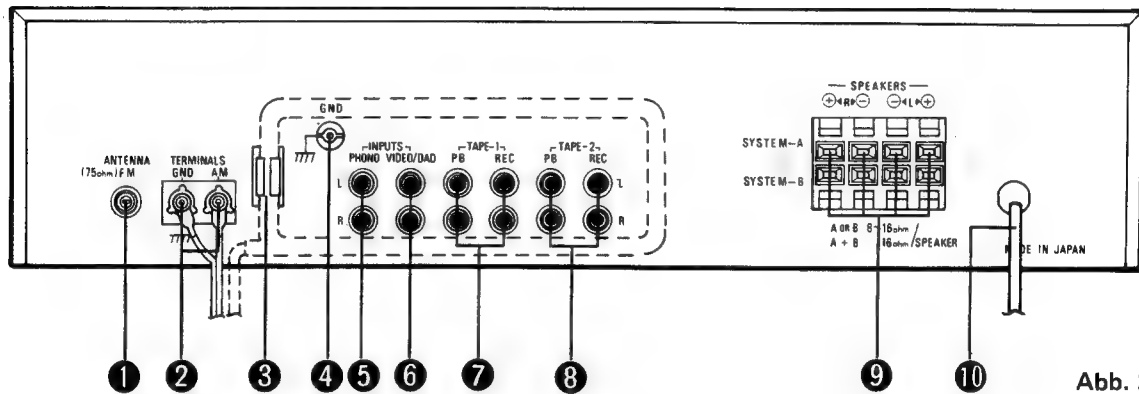 SPEAKERS
⊕◄R►⊖ ⊖◄L►⊕
GND
ANTENNA TERMINALS
(75ohm) FM GND AM
INPUTS TAPE-1 TAPE-2
PHONO VIDEO/DAD PB REC PB REC
SYSTEM-A
L L
SYSTEM-B
R R
A OR B 8~16ohm/SPEAKER
A + B 16ohm
MADE IN JAPAN
1 2 3 4 5 6 7 8 9 10
Abb.